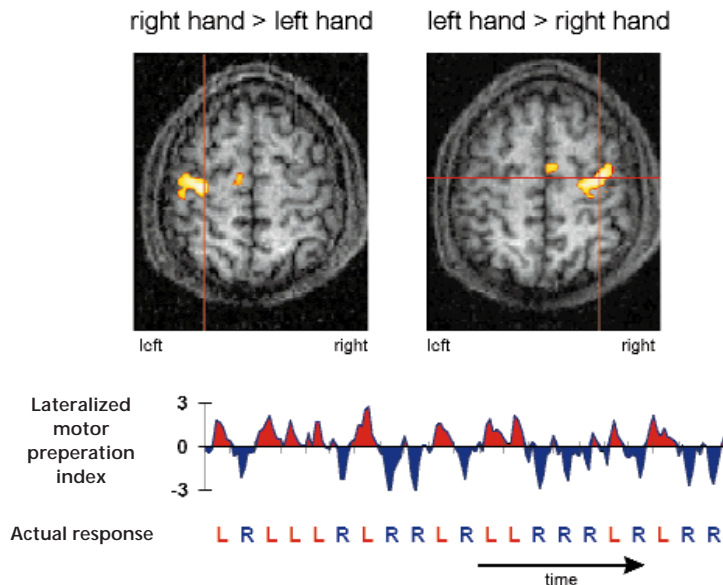 right hand > left hand
left hand > right hand
left
right
left
right
Lateralized
motor
preperation
index
3
0
-3
Actual response
L R L L L R L R R L R L L R R R L R L R R
time